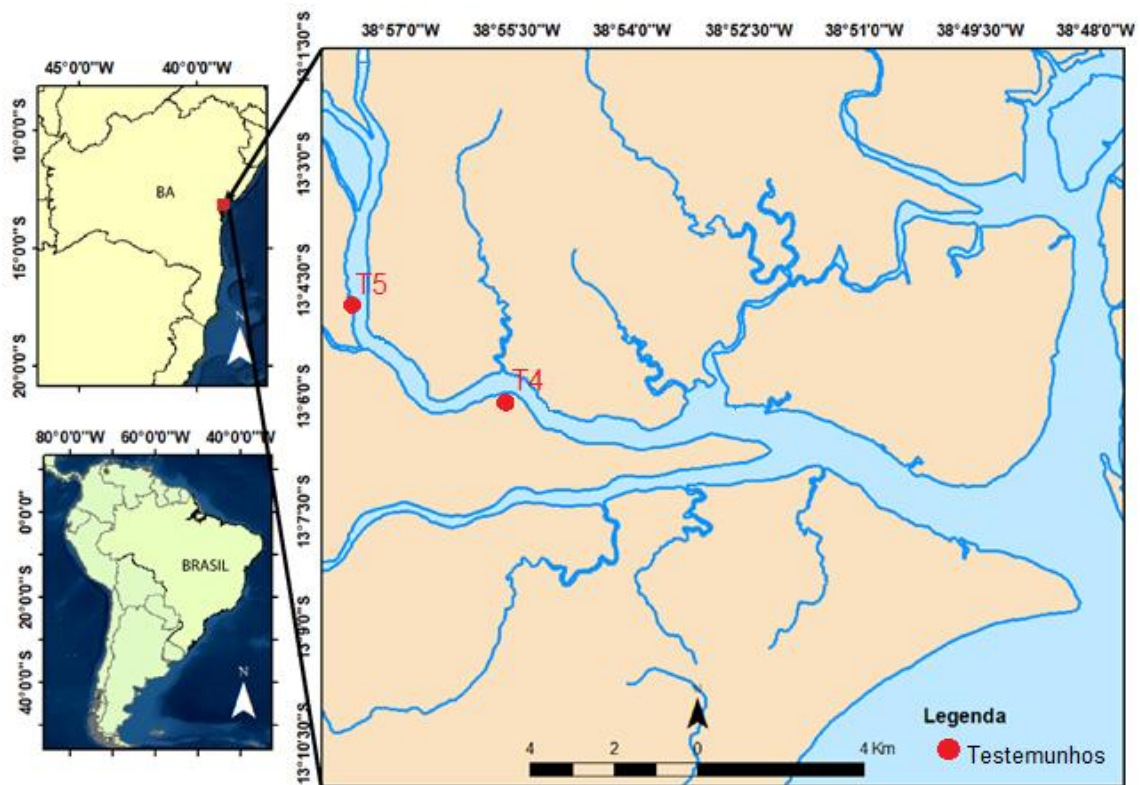 45°0'0"W 40°0'0"W
10°0'0"S
15°0'0"S
20°0'0"S
BA
N
80°0'0"W 60°0'0"W 40°0'0"W
0°0'0"
20°0'0"S
40°0'0"S
BRASIL
N
38°57'0"W 38°55'30"W 38°54'0"W 38°52'30"W 38°51'0"W 38°49'30"W 38°48'0"W
13°1'30"S
13°3'0"S
13°4'30"S
13°6'0"S
13°7'30"S
13°9'0"S
13°10'30"S
T5
T4
Legenda
Testemunhos
4 2 0 4 Km